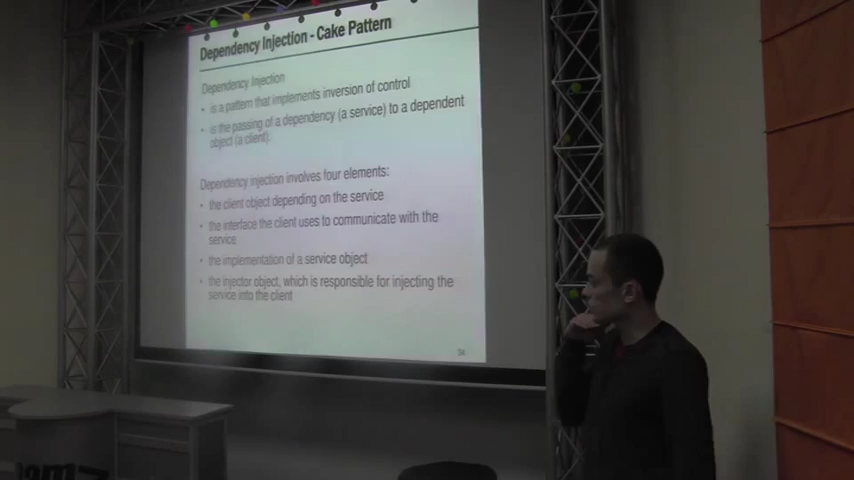 Dependency Injection - Cake Pattern
Dependency Injection
• is a pattern that implements inversion of control
• is the passing of a dependency (a service) to a dependent
object (a client).
Dependency injection involves four elements:
• the client object depending on the service
• the interface the client uses to communicate with the
service
• the implementation of a service object
• the injector object, which is responsible for injecting the
service into the client
34